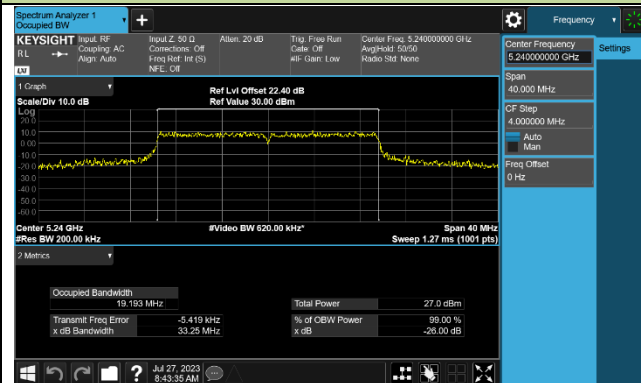 Spectrum Analyzer 1
Occupied BW
+
Frequency
KEYSIGHT
RL
LXI
Input: RF
Coupling: AC
Align: Auto
Input Z: 50 Ω
Corrections: Off
Freq Ref: Int (S)
NFE: Off
Atten: 20 dB
Trig: Free Run
Gate: Off
#IF Gain: Low
Center Freq: 5.240000000 GHz
Avg|Hold: 50/50
Radio Std: None
Center Frequency
5.240000000 GHz
Settings
Span
40.000 MHz
CF Step
4.000000 MHz
Auto
Man
Freq Offset
0 Hz
1 Graph
Scale/Div 10.0 dB
Ref Lvl Offset 22.40 dB
Ref Value 30.00 dBm
Log
20.0
10.0
0.00
-10.0
-20.0
-30.0
-40.0
-50.0
-60.0
Center 5.24 GHz
#Res BW 200.00 kHz
#Video BW 620.00 kHz*
Span 40 MHz
Sweep 1.27 ms (1001 pts)
2 Metrics
Occupied Bandwidth
19.193 MHz
Total Power 27.0 dBm
Transmit Freq Error -5.419 kHz
% of OBW Power 99.00 %
x dB Bandwidth 33.25 MHz
x dB -26.00 dB
?
Jul 27, 2023
8:43:35 AM